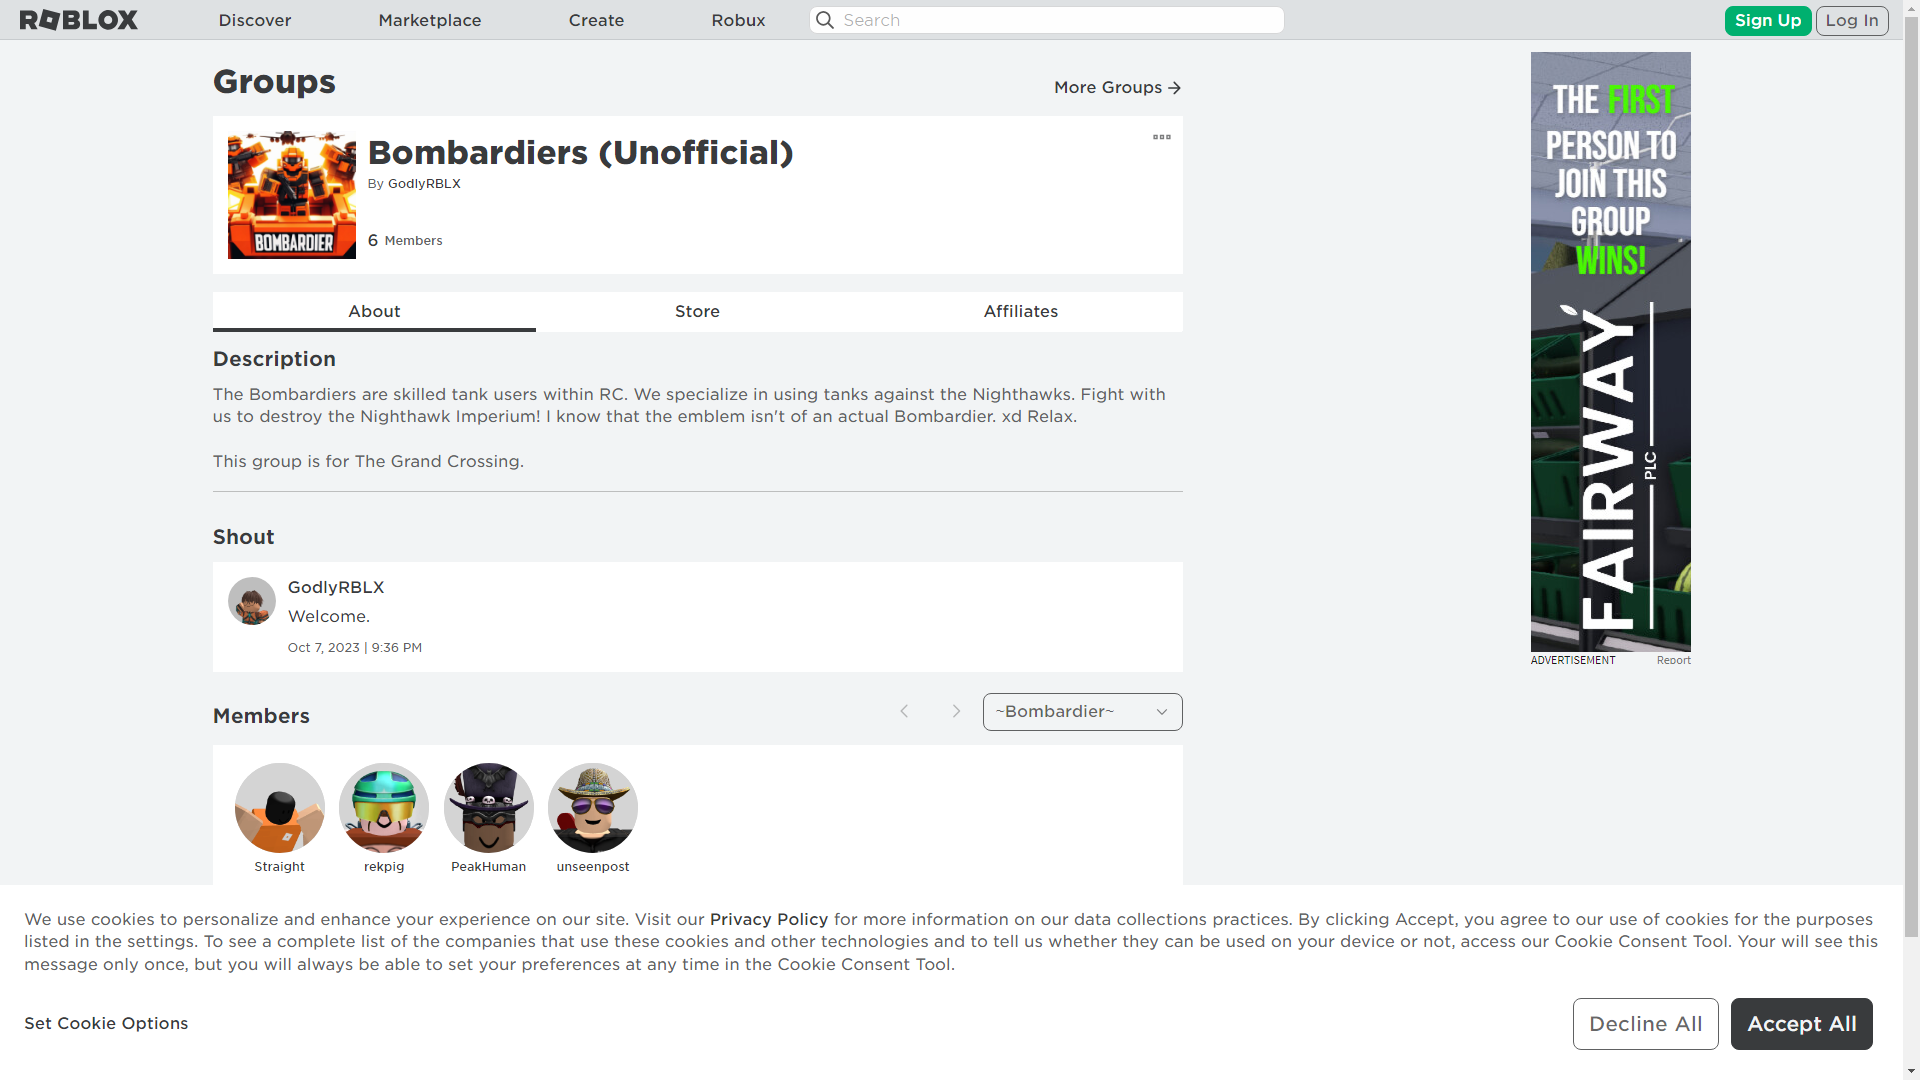 ROBLOX
Discover
Marketplace
Create
Robux
Search
Sign Up
Log In
Groups
More Groups
Bombardiers (Unofficial)
By GodlyRBLX
6 Members
BOMBARDIER
About
Store
Affiliates
Description
The Bombardiers are skilled tank users within RC. We specialize in using tanks against the Nighthawks. Fight with
us to destroy the Nighthawk Imperium! I know that the emblem isn't of an actual Bombardier. xd Relax.
This group is for The Grand Crossing.
Shout
GodlyRBLX
Welcome.
Oct 7, 2023 | 9:36 PM
Members
~Bombardier~
Straight
rekpig
PeakHuman
unseenpost
THE FIRST
PERSON TO
JOIN THIS
GROUP
WINS!
FAIRWAY
PLC
ADVERTISEMENT
Report
We use cookies to personalize and enhance your experience on our site. Visit our Privacy Policy for more information on our data collections practices. By clicking Accept, you agree to our use of cookies for the purposes
listed in the settings. To see a complete list of the companies that use these cookies and other technologies and to tell us whether they can be used on your device or not, access our Cookie Consent Tool. Your will see this
message only once, but you will always be able to set your preferences at any time in the Cookie Consent Tool.
Set Cookie Options
Decline All
Accept All